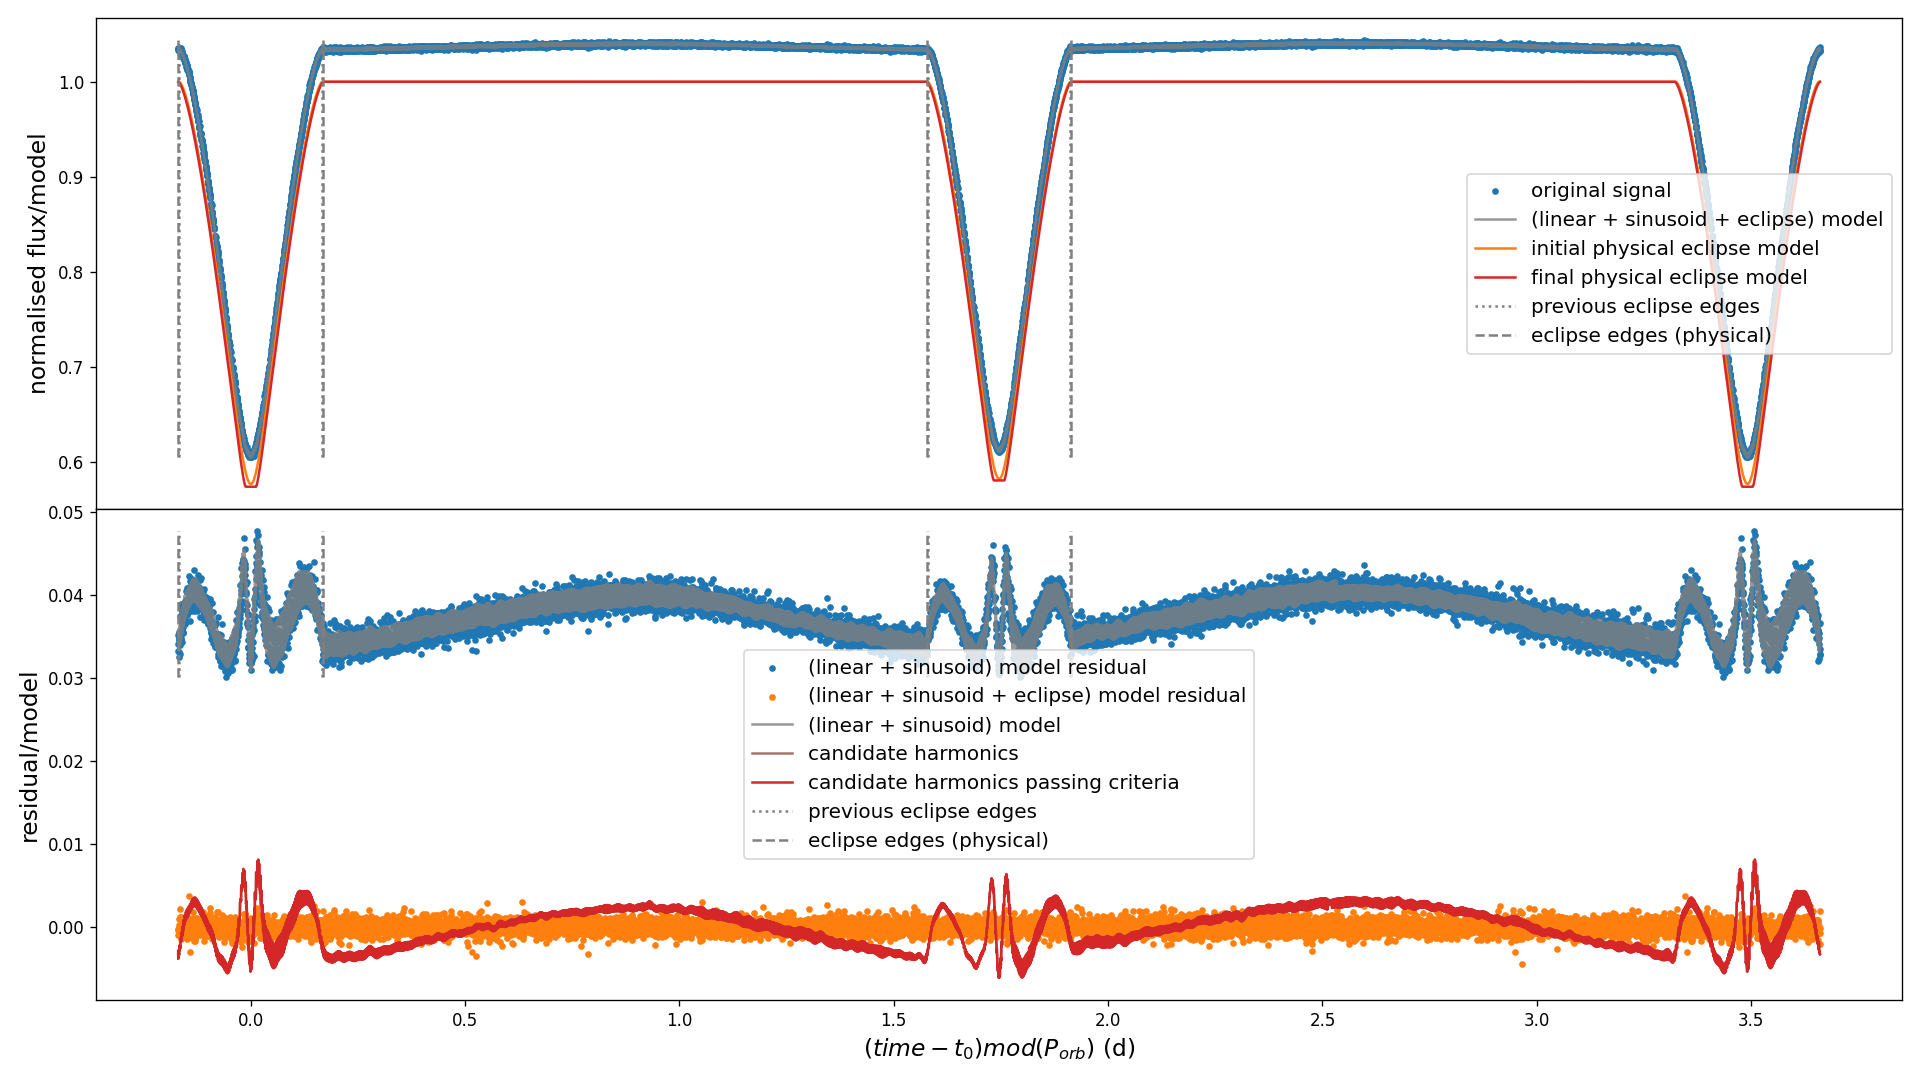 normalised flux/model
1.0
0.9
0.8
0.7
0.6
original signal
(linear + sinusoid + eclipse) model
initial physical eclipse model
final physical eclipse model
previous eclipse edges
eclipse edges (physical)
residual/model
0.05
0.04
0.03
0.02
0.01
0.00
(linear + sinusoid) model residual
(linear + sinusoid + eclipse) model residual
(linear + sinusoid) model
candidate harmonics
candidate harmonics passing criteria
previous eclipse edges
eclipse edges (physical)
0.0 0.5 1.0 1.5 2.0 2.5 3.0 3.5
(time − t₀)mod(P_orb) (d)